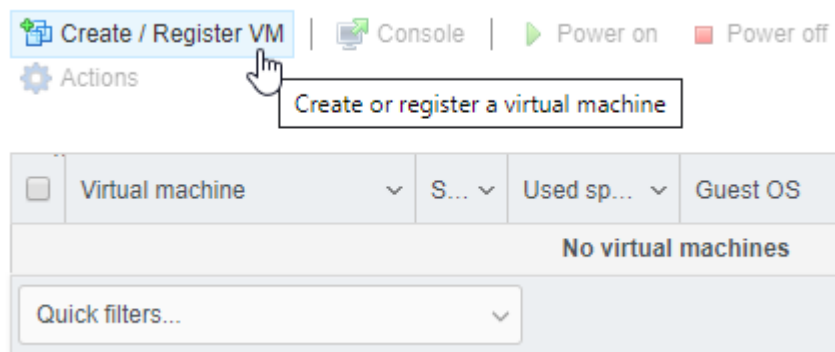 Create / Register VM Console Power on Power off
Actions
Create or register a virtual machine
Virtual machine S... Used sp... Guest OS
No virtual machines
Quick filters...